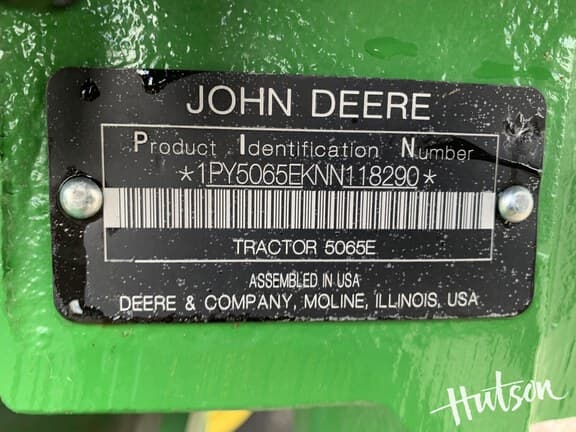 JOHN DEERE
Product Identification Number
*1PY5065EKNN118290*
TRACTOR 5065E
ASSEMBLED IN USA
DEERE & COMPANY, MOLINE, ILLINOIS, USA
Hutson